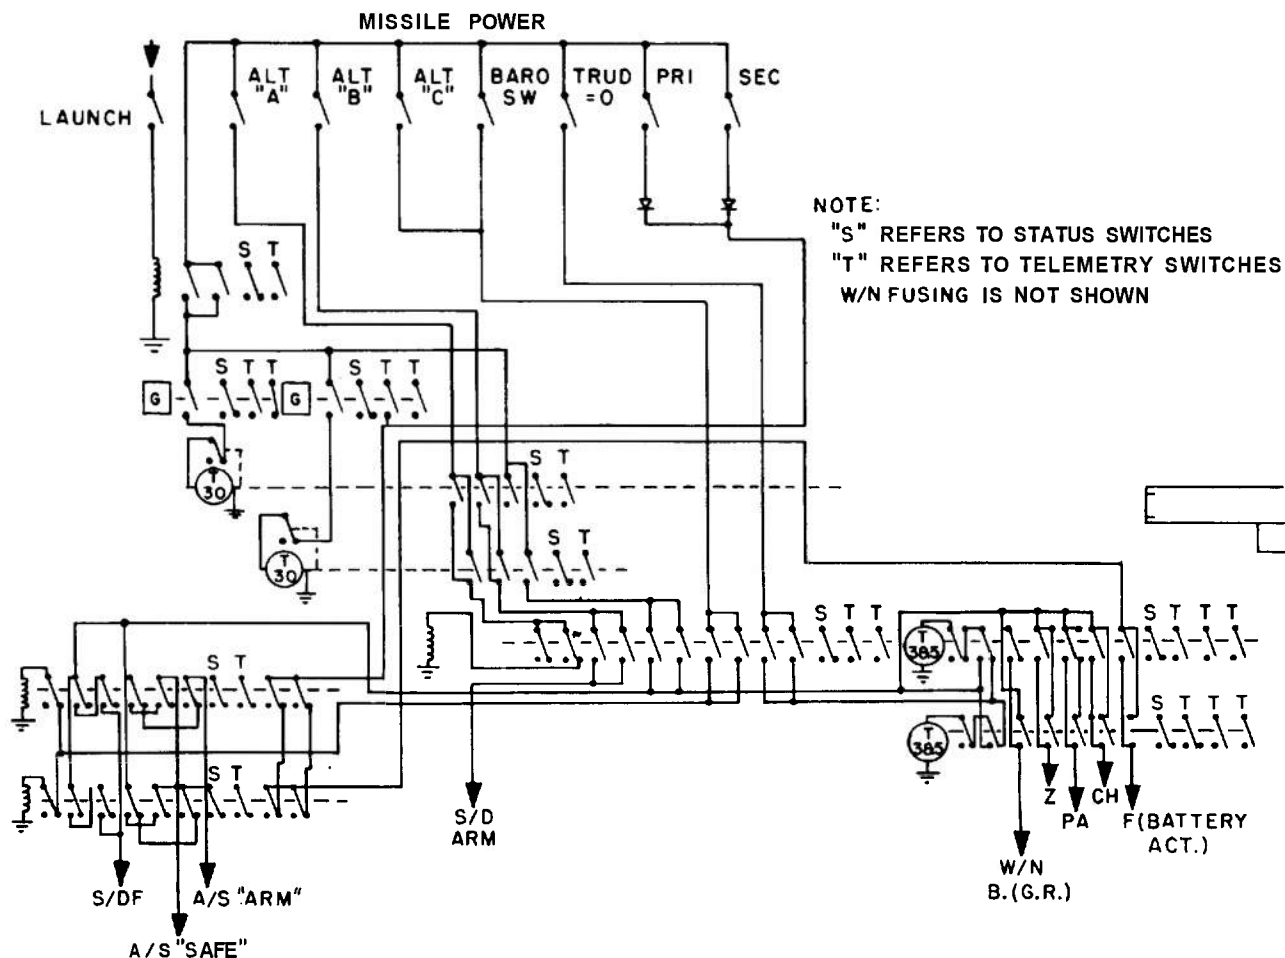 MISSILE POWER
LAUNCH
ALT "A"
ALT "B"
ALT "C"
BARO SW
TRUD =0
PRI
SEC
NOTE:
"S" REFERS TO STATUS SWITCHES
"T" REFERS TO TELEMETRY SWITCHES
W/N FUSING IS NOT SHOWN
S T
G
S T T
G
S T T
T 30
S T
T 30
S T
S T T
T 385
S T T T
S T
T 385
S T T T
S T
S/DF
A/S "ARM"
A/S "SAFE"
S/D ARM
Z
PA
CH
F(BATTERY ACT.)
W/N B.(G.R.)